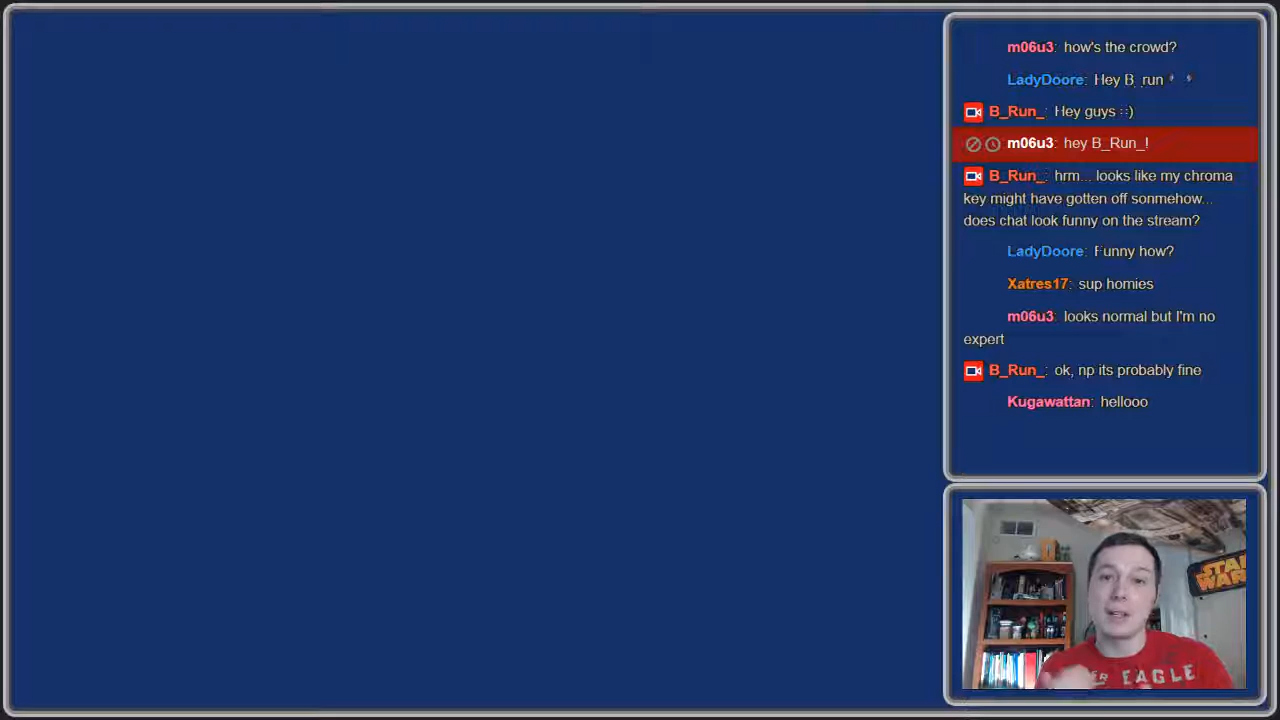 m06u3: how's the crowd?
LadyDoore: Hey B_run
B_Run_: Hey guys ::)
m06u3: hey B_Run_!
B_Run_: hrm... looks like my chroma
key might have gotten off sonmehow...
does chat look funny on the stream?
LadyDoore: Funny how?
Xatres17: sup homies
m06u3: looks normal but I'm no
expert
B_Run_: ok, np its probably fine
Kugawattan: hellooo
STAR
WAR
EAGLE